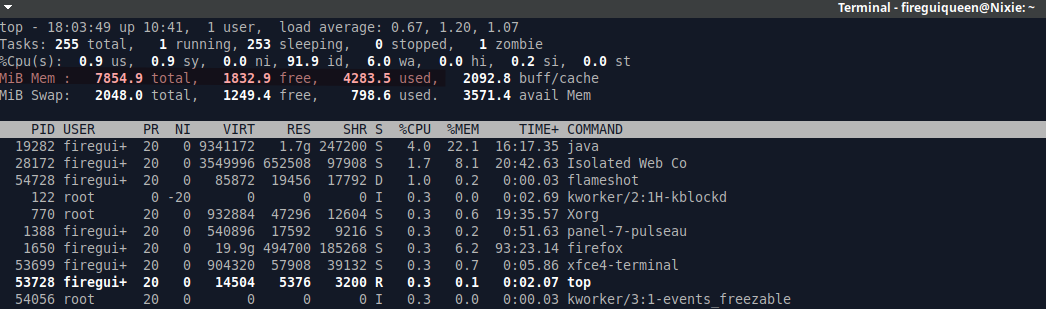 Terminal - fireguiqueen@Nixie: ~
top - 18:03:49 up 10:41,  1 user,  load average: 0.67, 1.20, 1.07
Tasks: 255 total,   1 running, 253 sleeping,   0 stopped,   1 zombie
%Cpu(s):  0.9 us,  0.9 sy,  0.0 ni, 91.9 id,  6.0 wa,  0.0 hi,  0.2 si,  0.0 st
MiB Mem :   7854.9 total,   1832.9 free,   4283.5 used,   2092.8 buff/cache
MiB Swap:   2048.0 total,   1249.4 free,    798.6 used.   3571.4 avail Mem
PID USER      PR  NI    VIRT    RES    SHR S  %CPU  %MEM     TIME+ COMMAND
19282 firegui+  20   0 9341172   1.7g 247200 S   4.0  22.1  16:17.35 java
28172 firegui+  20   0 3549996 652508  97908 S   1.7   8.1  20:42.63 Isolated Web Co
54728 firegui+  20   0   85872  19456  17792 D   1.0   0.2   0:00.03 flameshot
122 root       0 -20       0      0      0 I   0.3   0.0   0:02.69 kworker/2:1H-kblockd
770 root      20   0  932884  47296  12604 S   0.3   0.6  19:35.57 Xorg
1388 firegui+  20   0  540896  17592   9216 S   0.3   0.2   0:51.63 panel-7-pulseau
1650 firegui+  20   0   19.9g 494700 185268 S   0.3   6.2  93:23.14 firefox
53699 firegui+  20   0  904320  57908  39132 S   0.3   0.7   0:05.86 xfce4-terminal
53728 firegui+  20   0   14504   5376   3200 R   0.3   0.1   0:02.07 top
54056 root      20   0       0      0      0 I   0.3   0.0   0:00.03 kworker/3:1-events_freezable